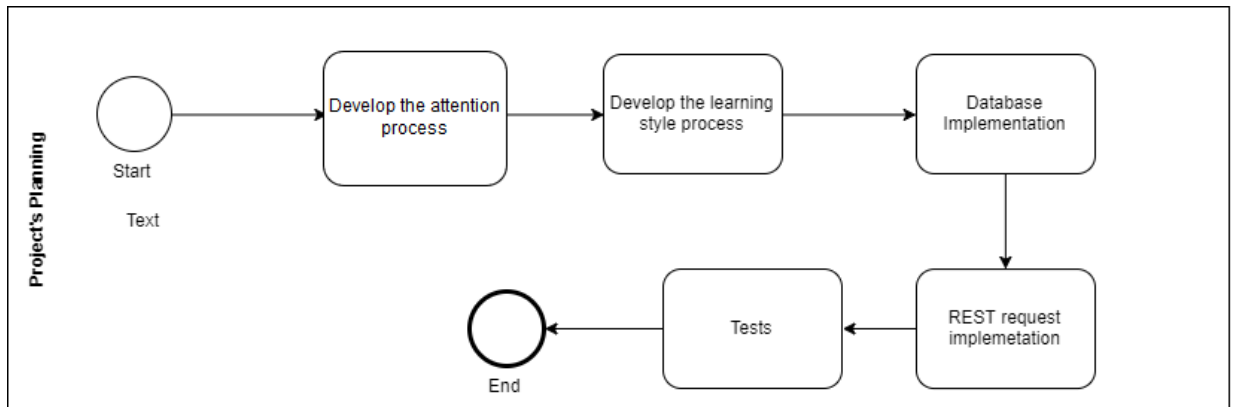 Project's Planning
Start
Text
Develop the attention
process
Develop the learning
style process
Database
Implementation
REST request
implemetation
Tests
End